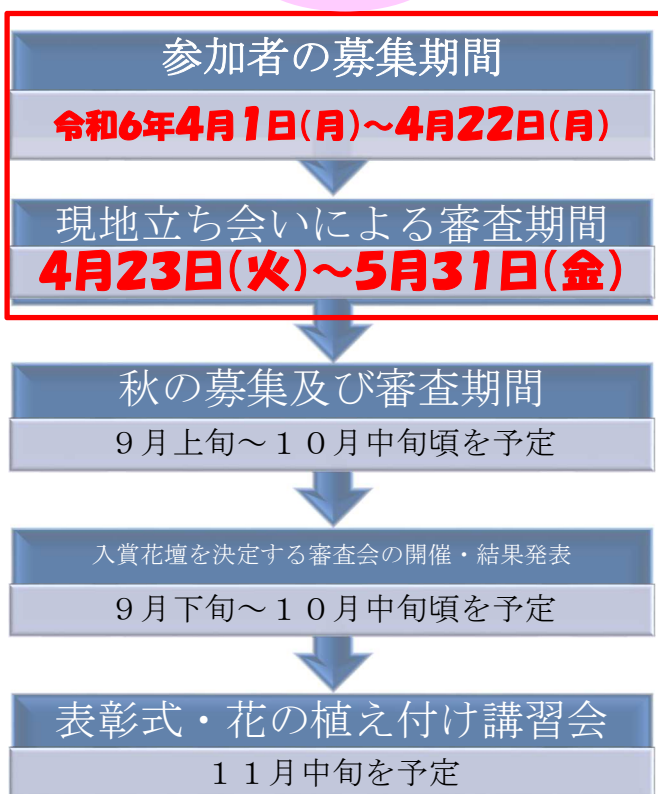 参加者の募集期間
令和6年4月1日(月)～4月22日(月)
現地立ち会いによる審査期間
4月23日(火)～5月31日(金)
秋の募集及び審査期間
９月上旬～１０月中旬頃を予定
入賞花壇を決定する審査会の開催・結果発表
９月下旬～１０月中旬頃を予定
表彰式・花の植え付け講習会
１１月中旬を予定